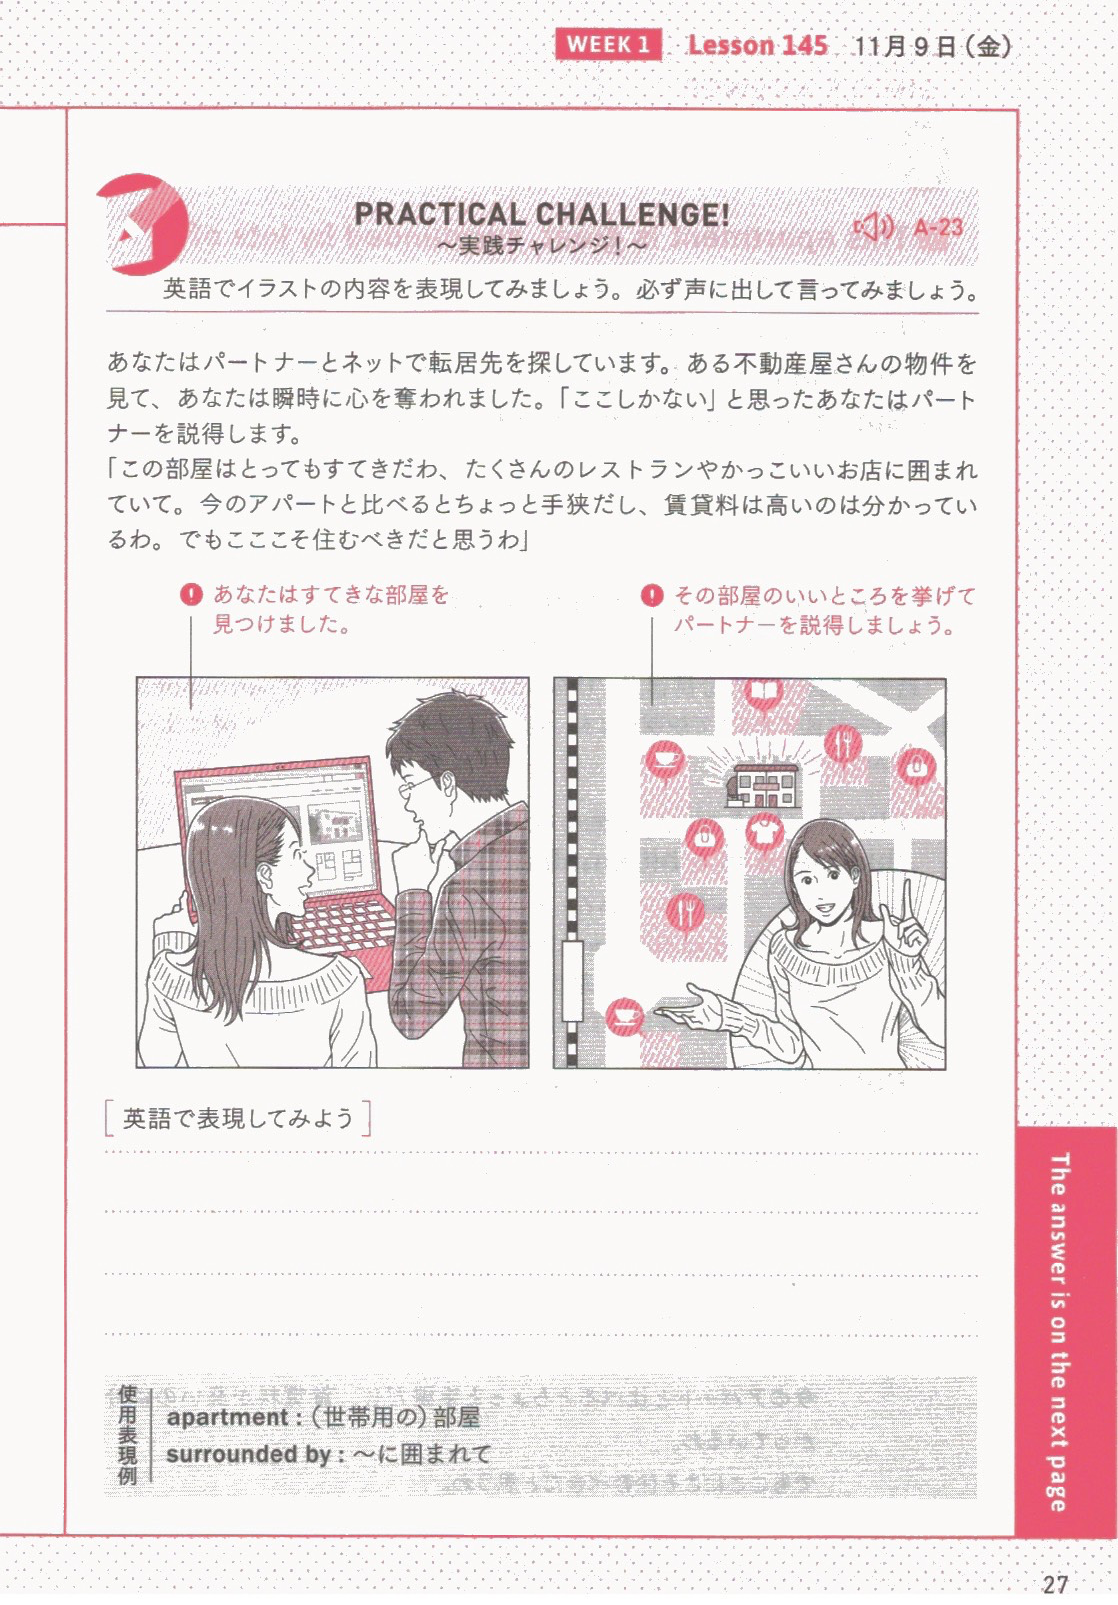 WEEK 1 Lesson 145 11月9日(金)
PRACTICAL CHALLENGE!
～実践チャレンジ！～
A-23
英語でイラストの内容を表現してみましょう。必ず声に出して言ってみましょう。
あなたはパートナーとネットで転居先を探しています。ある不動産屋さんの物件を
見て、あなたは瞬時に心を奪われました。「ここしかない」と思ったあなたはパート
ナーを説得します。
「この部屋はとってもすてきだわ、たくさんのレストランやかっこいいお店に囲まれ
ていて。今のアパートと比べるとちょっと手狭だし、賃貸料は高いのは分かってい
るわ。でもここここそ住むべきだと思うわ」
あなたはすてきな部屋を
見つけました。
その部屋のいいところを挙げて
パートナーを説得しましょう。
英語で表現してみよう
使用表現例
apartment：（世帯用の）部屋
surrounded by：～に囲まれて
The answer is on the next page
27